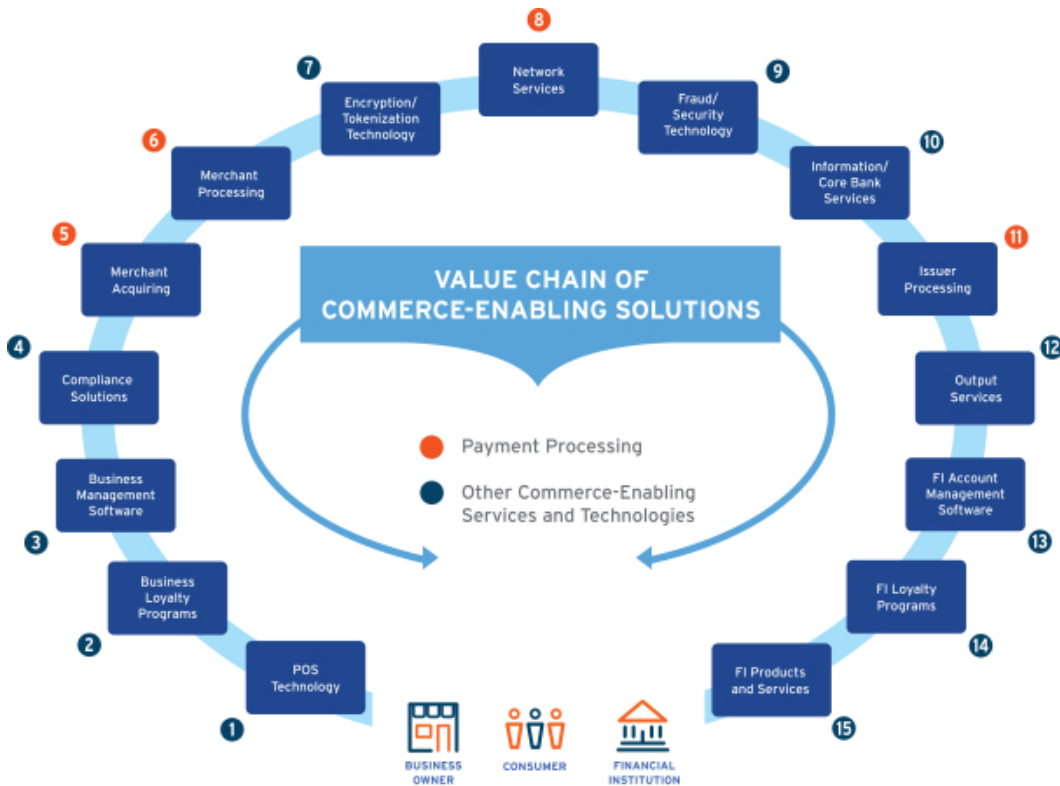 8
Network
Services
7
Encryption/
Tokenization
Technology
9
Fraud/
Security
Technology
6
Merchant
Processing
10
Information/
Core Bank
Services
5
Merchant
Acquiring
11
Issuer
Processing
VALUE CHAIN OF
COMMERCE-ENABLING SOLUTIONS
4
Compliance
Solutions
12
Output
Services
Payment Processing
Other Commerce-Enabling
Services and Technologies
Business
Management
Software
3
FI Account
Management
Software
13
Business
Loyalty
Programs
2
FI Loyalty
Programs
14
POS
Technology
1
FI Products
and Services
15
BUSINESS
OWNER
CONSUMER
FINANCIAL
INSTITUTION